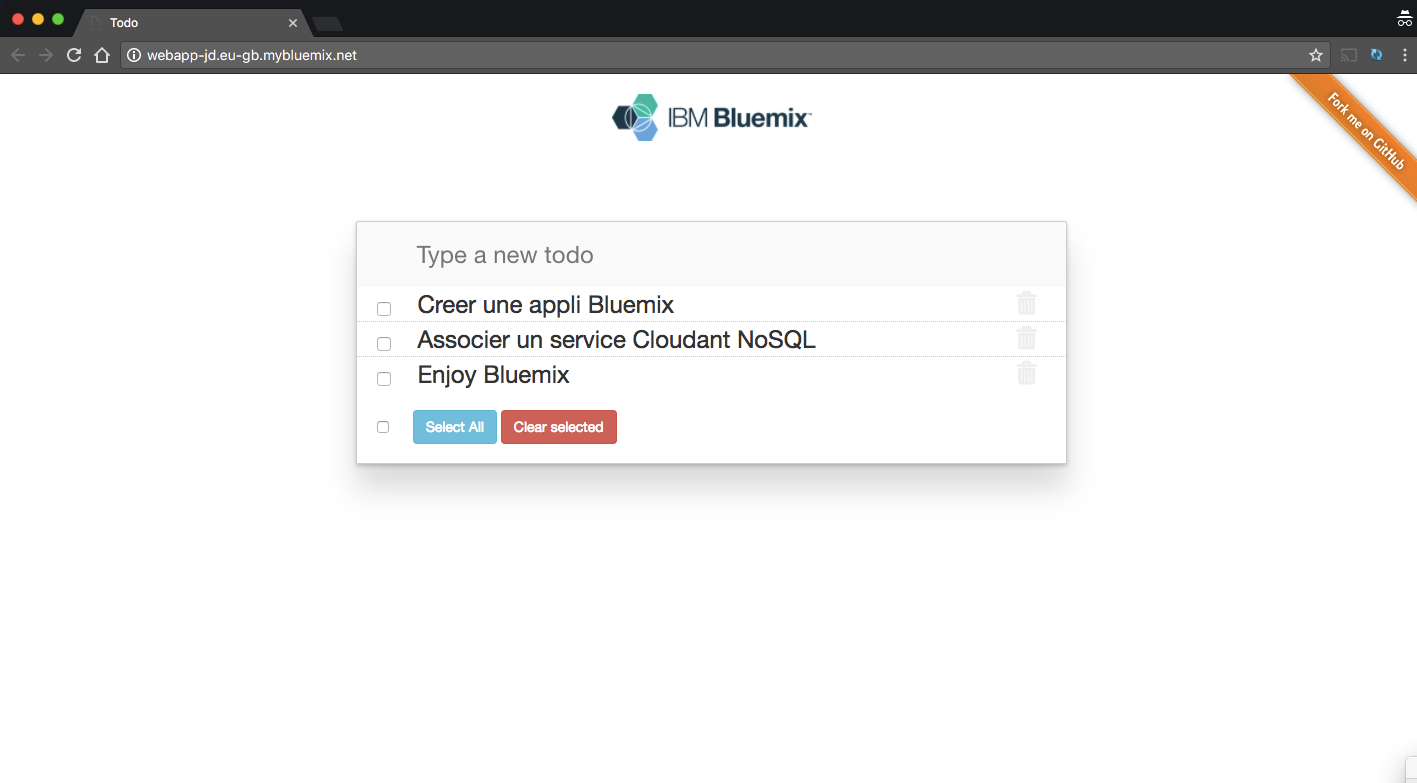 Todo
webapp-jd.eu-gb.mybluemix.net
IBM Bluemix™
Fork me on GitHub
Type a new todo
Creer une appli Bluemix
Associer un service Cloudant NoSQL
Enjoy Bluemix
Select All
Clear selected